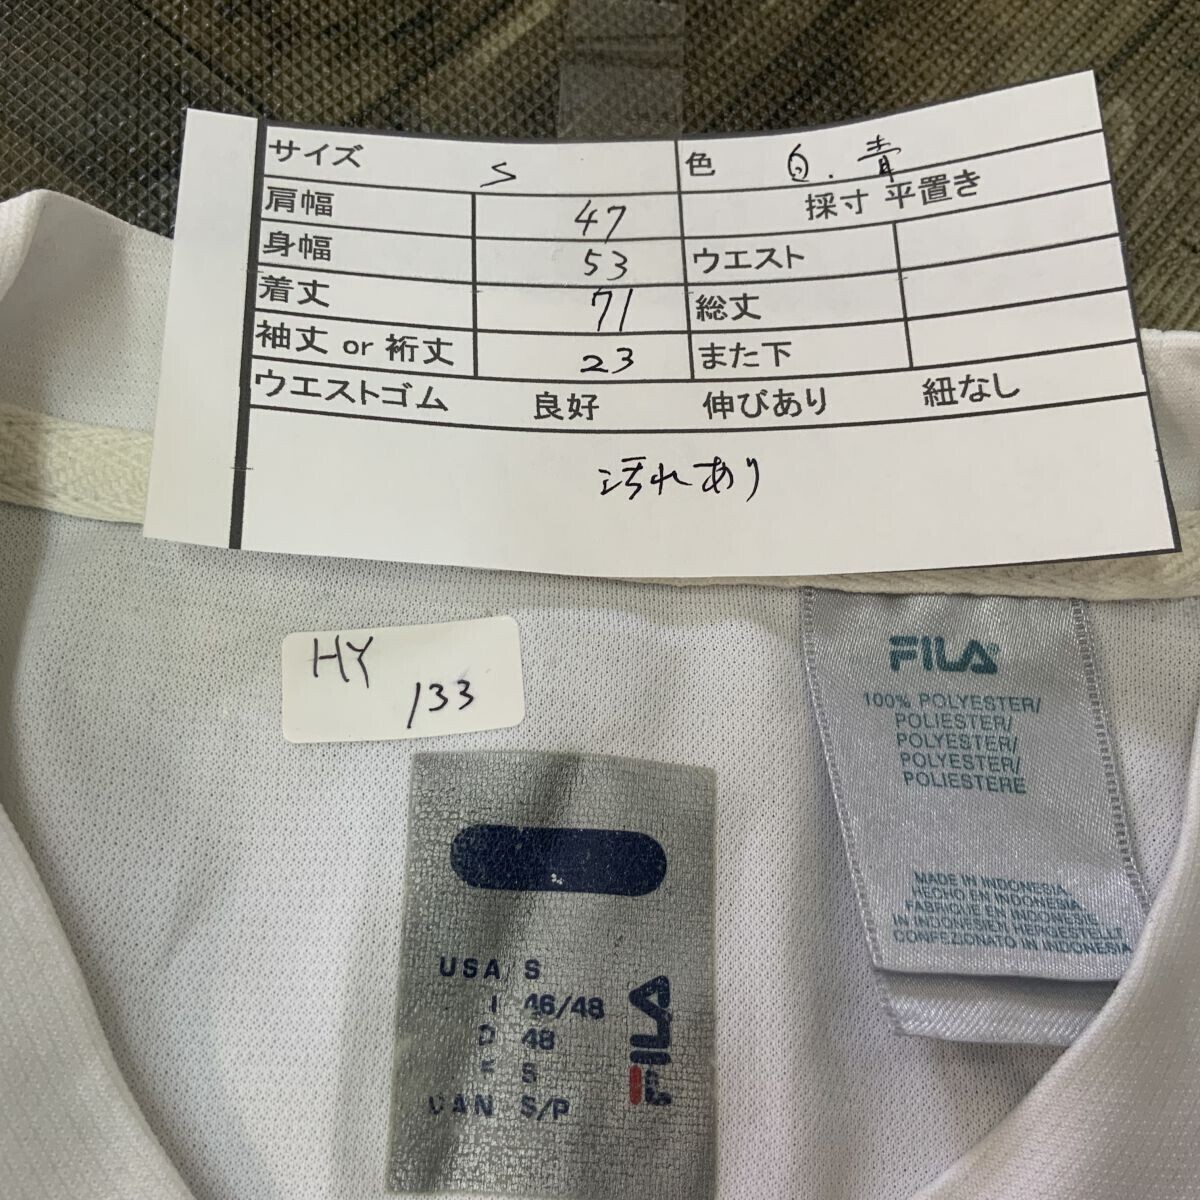 サイズ S 色 白.青
肩幅 47 採寸 平置き
身幅 53 ウエスト
着丈 71 総丈
袖丈 or 裄丈 23 また下
ウエストゴム 良好 伸びあり 紐なし
汚れあり
HY
133
FILA
100% POLYESTER/
POLIESTER/
POLYESTER/
POLYESTER/
POLIESTERE
MADE IN INDONESIA
HECHO EN INDONESIA
FABRIQUE EN INDONESIE
IN INDONESIEN HERGESTELLT
CONFEZIONATO IN INDONESIA
USA/ S
I 46/48
D 48
F S
CAN S/P
FILA